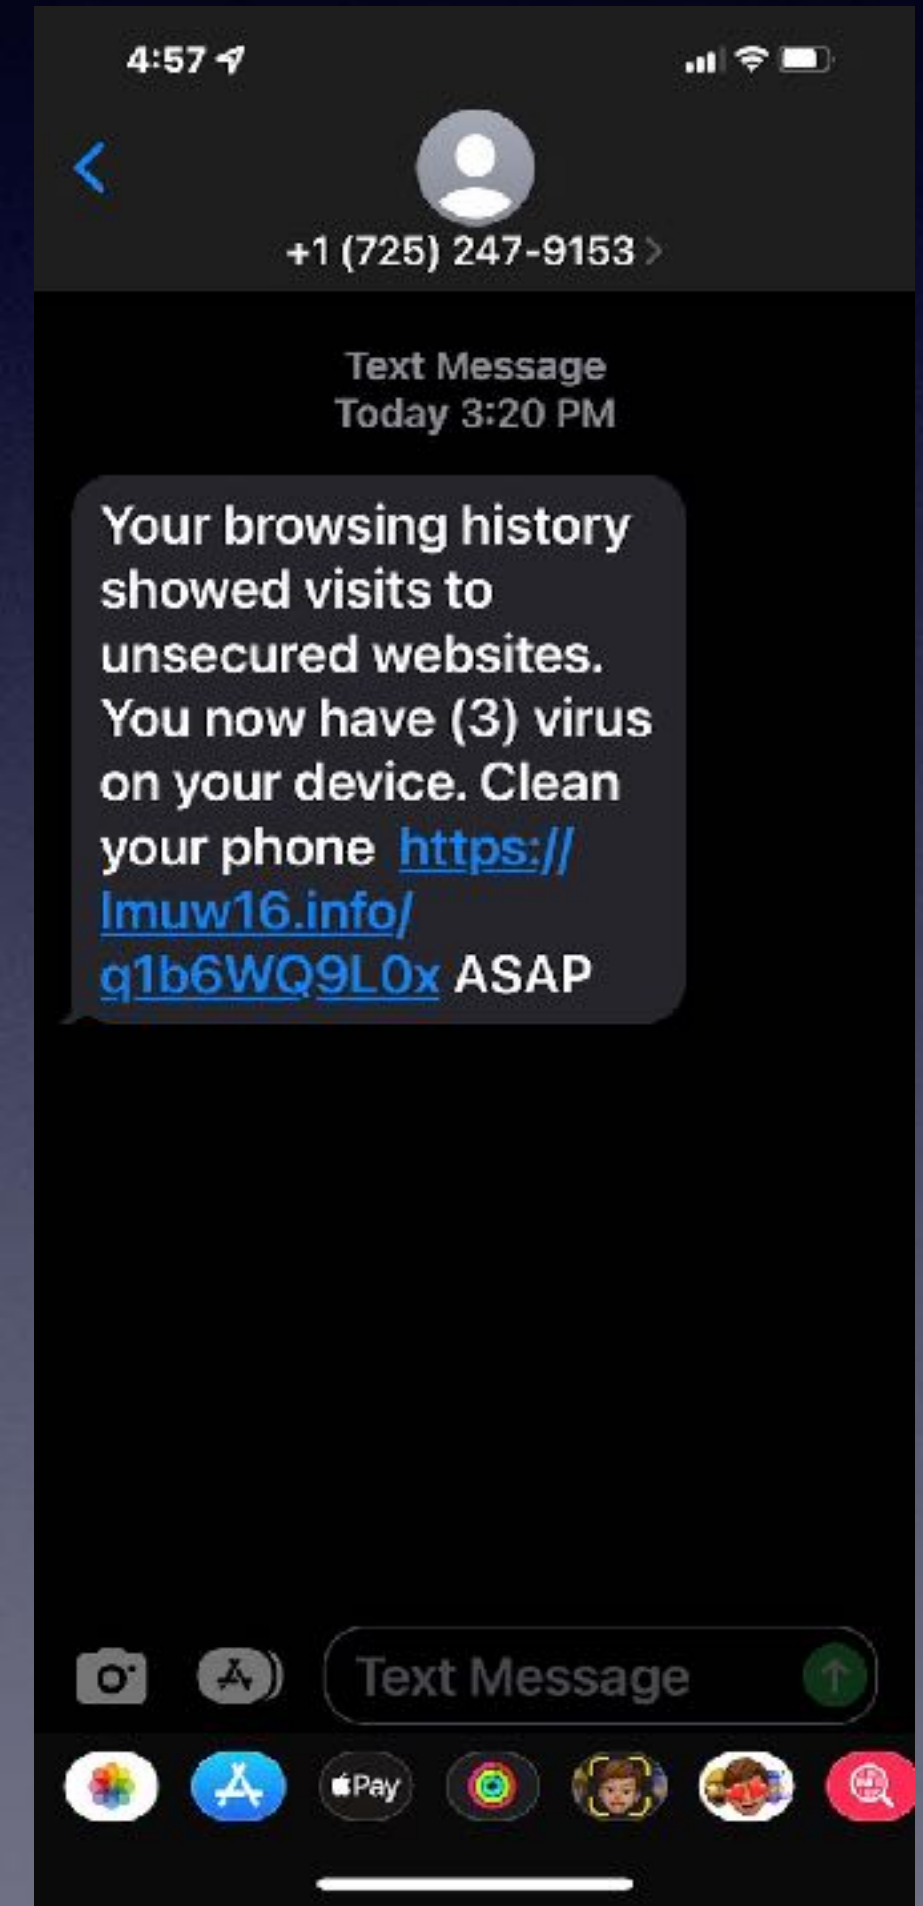 4:57
+1 (725) 247-9153
Text Message
Today 3:20 PM
Your browsing history
showed visits to
unsecured websites.
You now have (3) virus
on your device. Clean
your phone https://
lmuw16.info/
q1b6WQ9L0x ASAP
Text Message
Pay